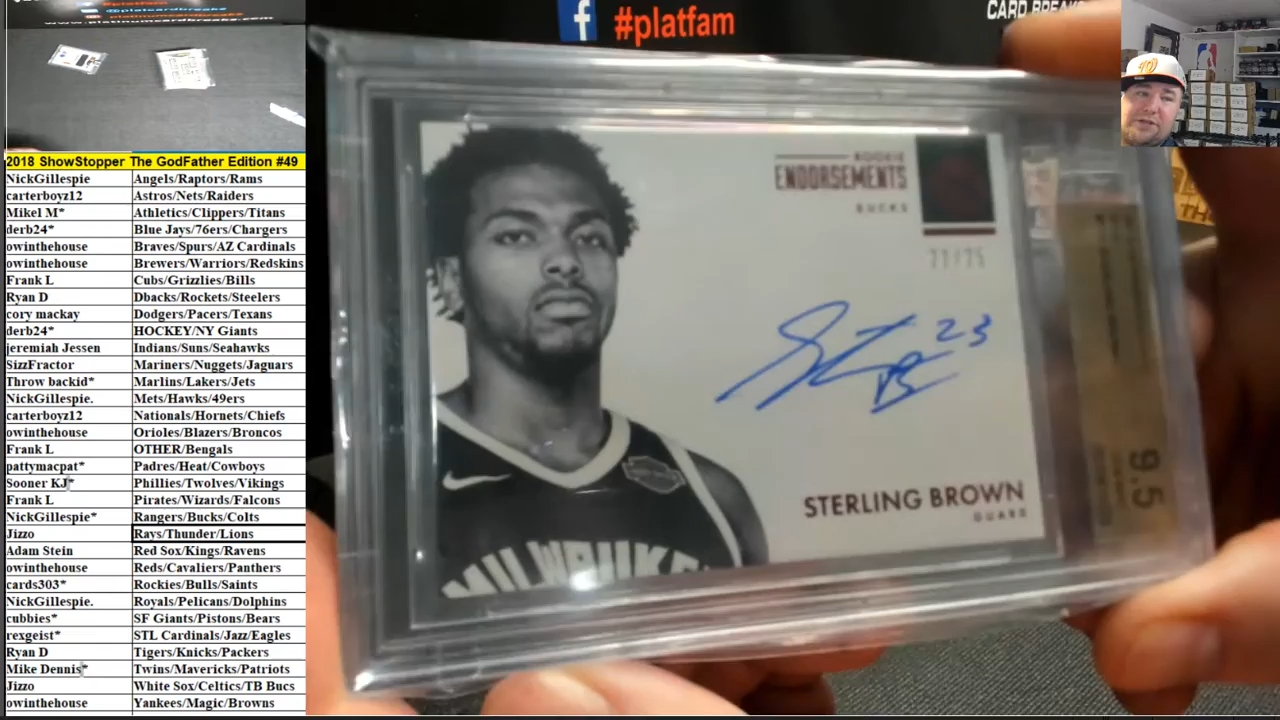 #platfam
CARD BREAKS
www.platinumcardbreaks.com
2018 ShowStopper The GodFather Edition #49
NickGillespie Angels/Raptors/Rams
carterboyz12 Astros/Nets/Raiders
Mikel M* Athletics/Clippers/Titans
derb24* Blue Jays/76ers/Chargers
owinthehouse Braves/Spurs/AZ Cardinals
owinthehouse Brewers/Warriors/Redskins
Frank L Cubs/Grizzlies/Bills
Ryan D Dbacks/Rockets/Steelers
cory mackay Dodgers/Pacers/Texans
derb24* HOCKEY/NY Giants
jeremiah Jessen Indians/Suns/Seahawks
SizzFractor Mariners/Nuggets/Jaguars
Throw backid* Marlins/Lakers/Jets
NickGillespie. Mets/Hawks/49ers
carterboyz12 Nationals/Hornets/Chiefs
owinthehouse Orioles/Blazers/Broncos
Frank L OTHER/Bengals
pattymacpat* Padres/Heat/Cowboys
Sooner KJ* Phillies/Twolves/Vikings
Frank L Pirates/Wizards/Falcons
NickGillespie* Rangers/Bucks/Colts
Jizzo Rays/Thunder/Lions
Adam Stein Red Sox/Kings/Ravens
owinthehouse Reds/Cavaliers/Panthers
cards303* Rockies/Bulls/Saints
NickGillespie. Royals/Pelicans/Dolphins
cubbies* SF Giants/Pistons/Bears
rexgeist* STL Cardinals/Jazz/Eagles
Ryan D Tigers/Knicks/Packers
Mike Dennis* Twins/Mavericks/Patriots
Jizzo White Sox/Celtics/TB Bucs
owinthehouse Yankees/Magic/Browns
ROOKIE
ENDORSEMENTS
BUCKS
21/25
23
STERLING BROWN
GUARD
MILWAUKE
9.5